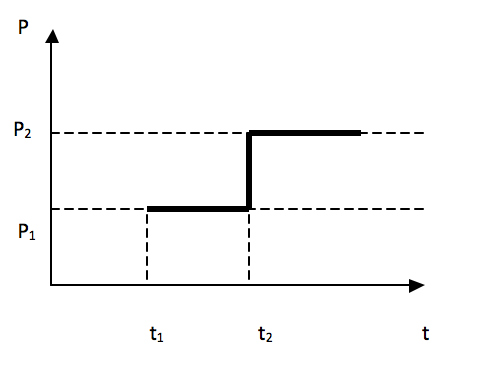 P
P₂
P₁
t₁ t₂ t